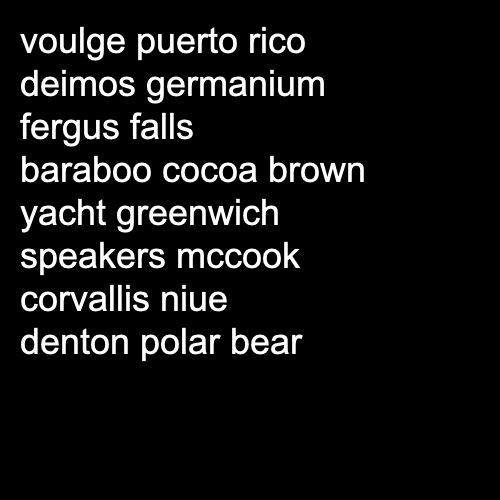 voulge puerto rico
deimos germanium
fergus falls
baraboo cocoa brown
yacht greenwich
speakers mccook
corvallis niue
denton polar bear